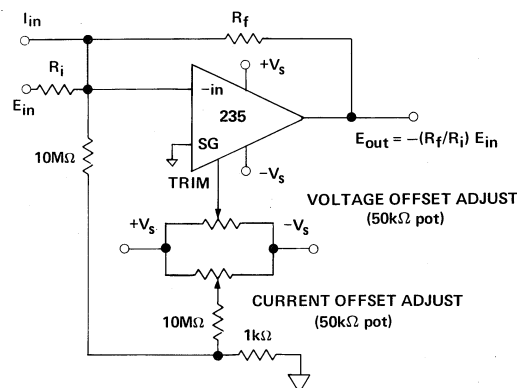 I_in
R_f
R_i
+V_s
−in
E_in
235
E_out = −(R_f/R_i) E_in
SG
10MΩ
−V_s
TRIM
VOLTAGE OFFSET ADJUST
(50kΩ pot)
+V_s
−V_s
CURRENT OFFSET ADJUST
(50kΩ pot)
10MΩ
1kΩ